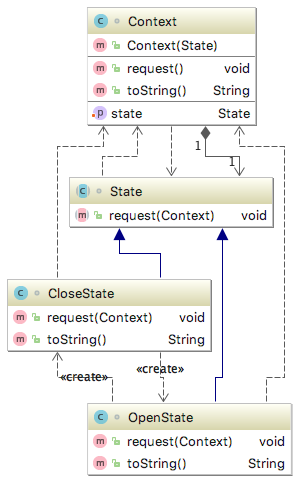 C Context
m Context(State)
m request() void
m toString() String
p state State
1
1
C State
m request(Context) void
C CloseState
m request(Context) void
m toString() String
«create»
«create»
C OpenState
m request(Context) void
m toString() String